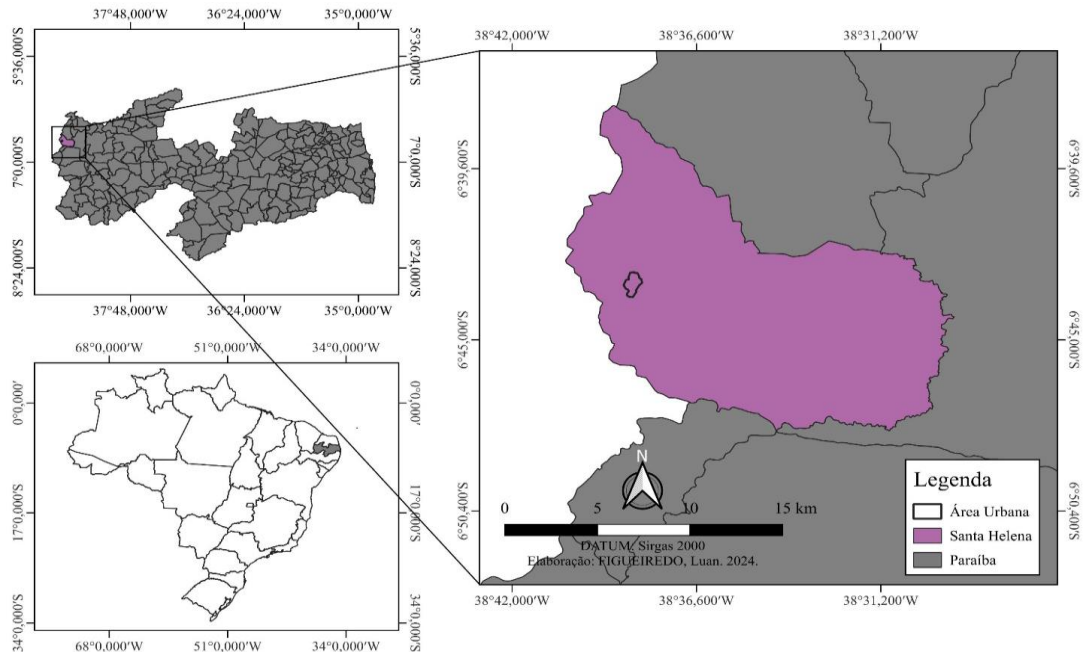 37°48,000'W 36°24,000'W 35°0,000'W
5°36,000'S 5°36,000'S
7°0,000'S 7°0,000'S
8°24,000'S 8°24,000'S
37°48,000'W 36°24,000'W 35°0,000'W
68°0,000'W 51°0,000'W 34°0,000'W
0°0,000' 0°0,000'
17°0,000'S 17°0,000'S
34°0,000'S 34°0,000'S
68°0,000'W 51°0,000'W 34°0,000'W
38°42,000'W 38°36,600'W 38°31,200'W
6°39,600'S 6°39,600'S
6°45,000'S 6°45,000'S
6°50,400'S 6°50,400'S
N
0 5 10 15 km
DATUM: Sirgas 2000
Elaboração: FIGUEIREDO, Luan. 2024.
Legenda
Área Urbana
Santa Helena
Paraíba
38°42,000'W 38°36,600'W 38°31,200'W